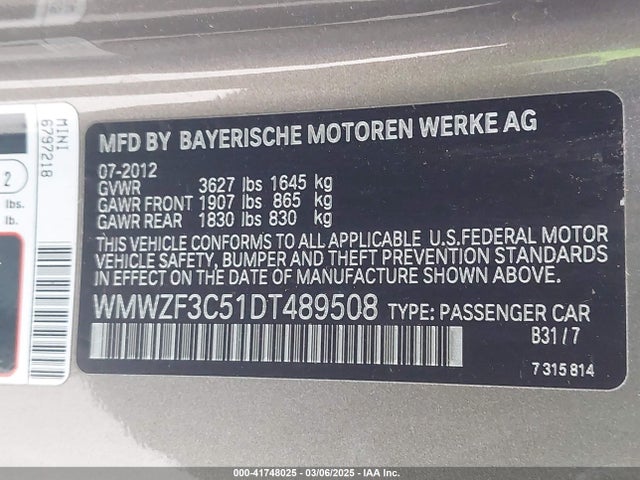 MINI
6797218
2
lbs.
lb.
MFD BY BAYERISCHE MOTOREN WERKE AG
07-2012
GVWR 3627 lbs 1645 kg
GAWR FRONT 1907 lbs 865 kg
GAWR REAR 1830 lbs 830 kg
THIS VEHICLE CONFORMS TO ALL APPLICABLE U.S.FEDERAL MOTOR
VEHICLE SAFETY, BUMPER AND THEFT PREVENTION STANDARDS
IN EFFECT ON THE DATE OF MANUFACTURE SHOWN ABOVE.
WMWZF3C51DT489508 TYPE: PASSENGER CAR
B31/7
7 315 814
000-41748025 — 03/06/2025 — IAA Inc.